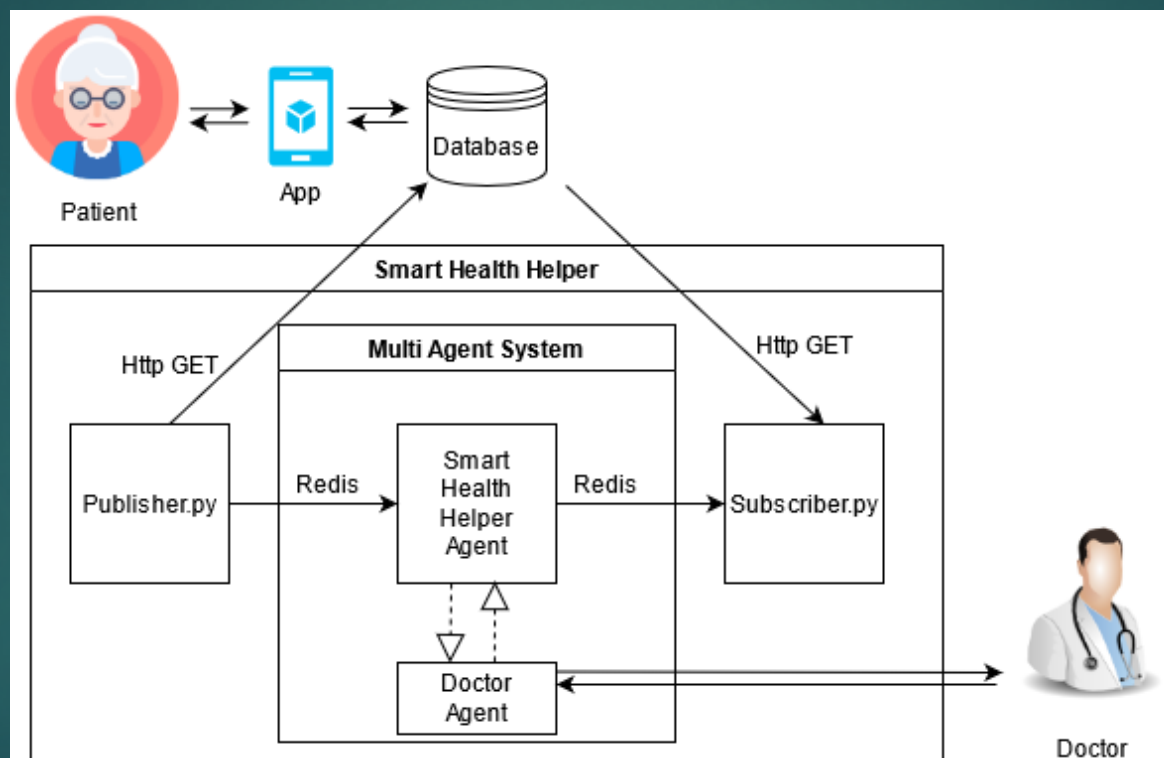 Database
App
Patient
Smart Health Helper
Http GET
Multi Agent System
Http GET
Publisher.py
Redis
Smart
Health
Helper
Agent
Redis
Subscriber.py
Doctor
Agent
Doctor